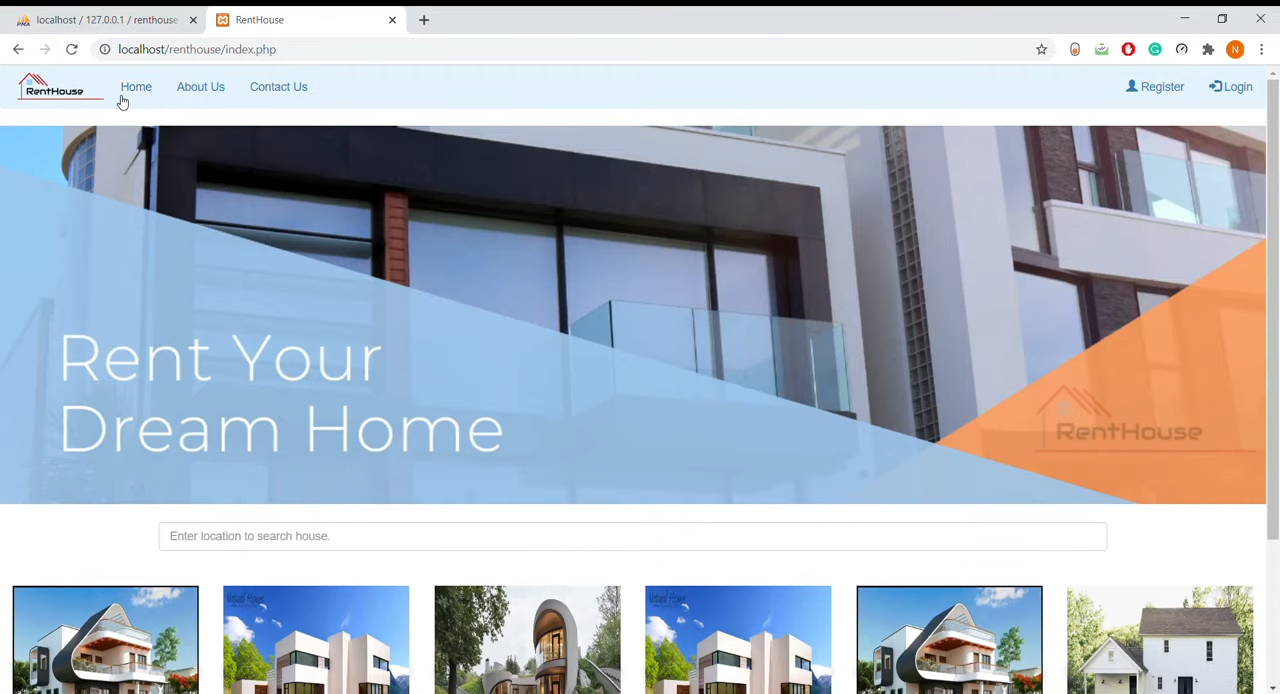 localhost / 127.0.0.1 / renthouse
RentHouse
localhost/renthouse/index.php
N
RentHouse
Home
About Us
Contact Us
Register
Login
Rent Your
Dream Home
RentHouse
Enter location to search house.